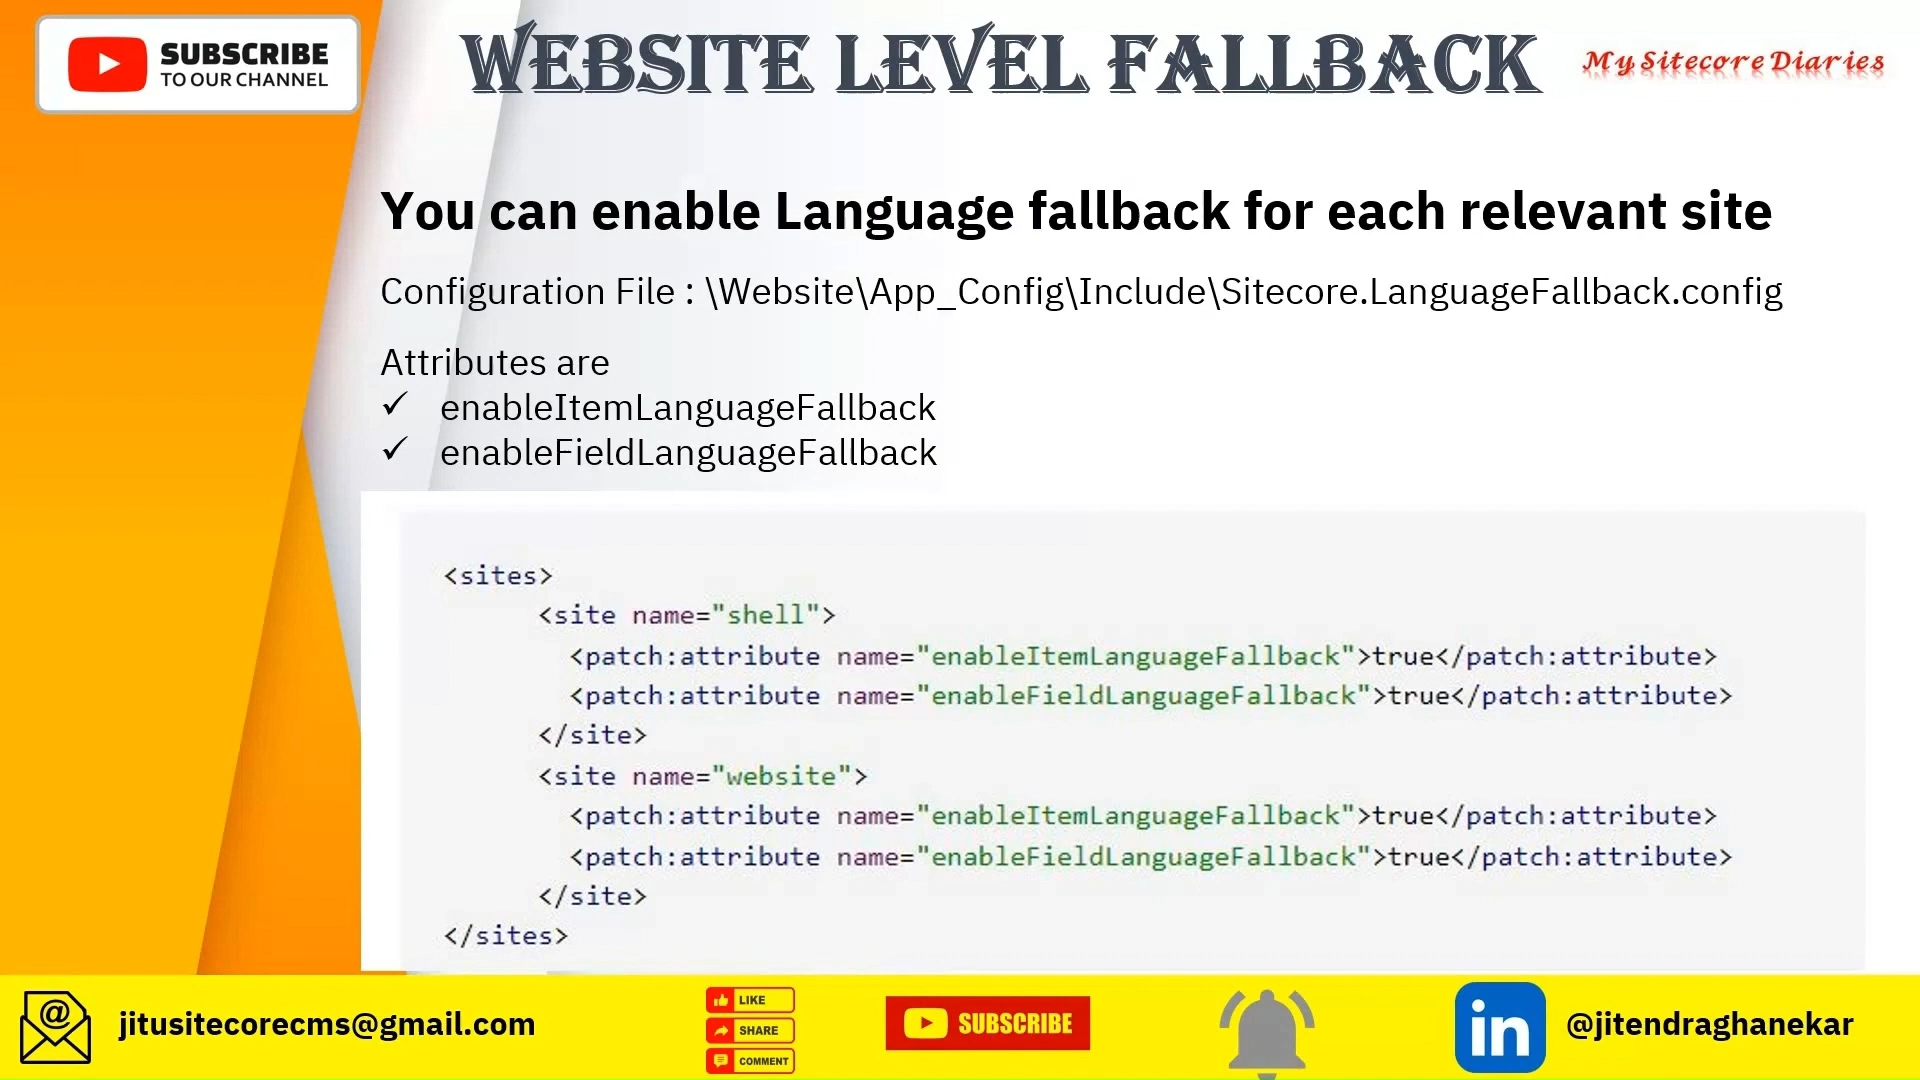 SUBSCRIBE
TO OUR CHANNEL
WEBSITE LEVEL FALLBACK
My Sitecore Diaries
You can enable Language fallback for each relevant site
Configuration File : \Website\App_Config\Include\Sitecore.LanguageFallback.config
Attributes are
✓ enableItemLanguageFallback
✓ enableFieldLanguageFallback
<sites>
<site name="shell">
<patch:attribute name="enableItemLanguageFallback">true</patch:attribute>
<patch:attribute name="enableFieldLanguageFallback">true</patch:attribute>
</site>
<site name="website">
<patch:attribute name="enableItemLanguageFallback">true</patch:attribute>
<patch:attribute name="enableFieldLanguageFallback">true</patch:attribute>
</site>
</sites>
jitusitecorecms@gmail.com
LIKE
SHARE
COMMENT
SUBSCRIBE
in
@jitendraghanekar